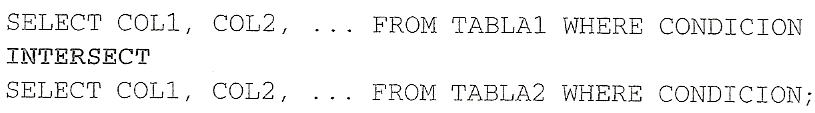 SELECT COL1, COL2, ... FROM TABLA1 WHERE CONDICION
INTERSECT
SELECT COL1, COL2, ... FROM TABLA2 WHERE CONDICION;